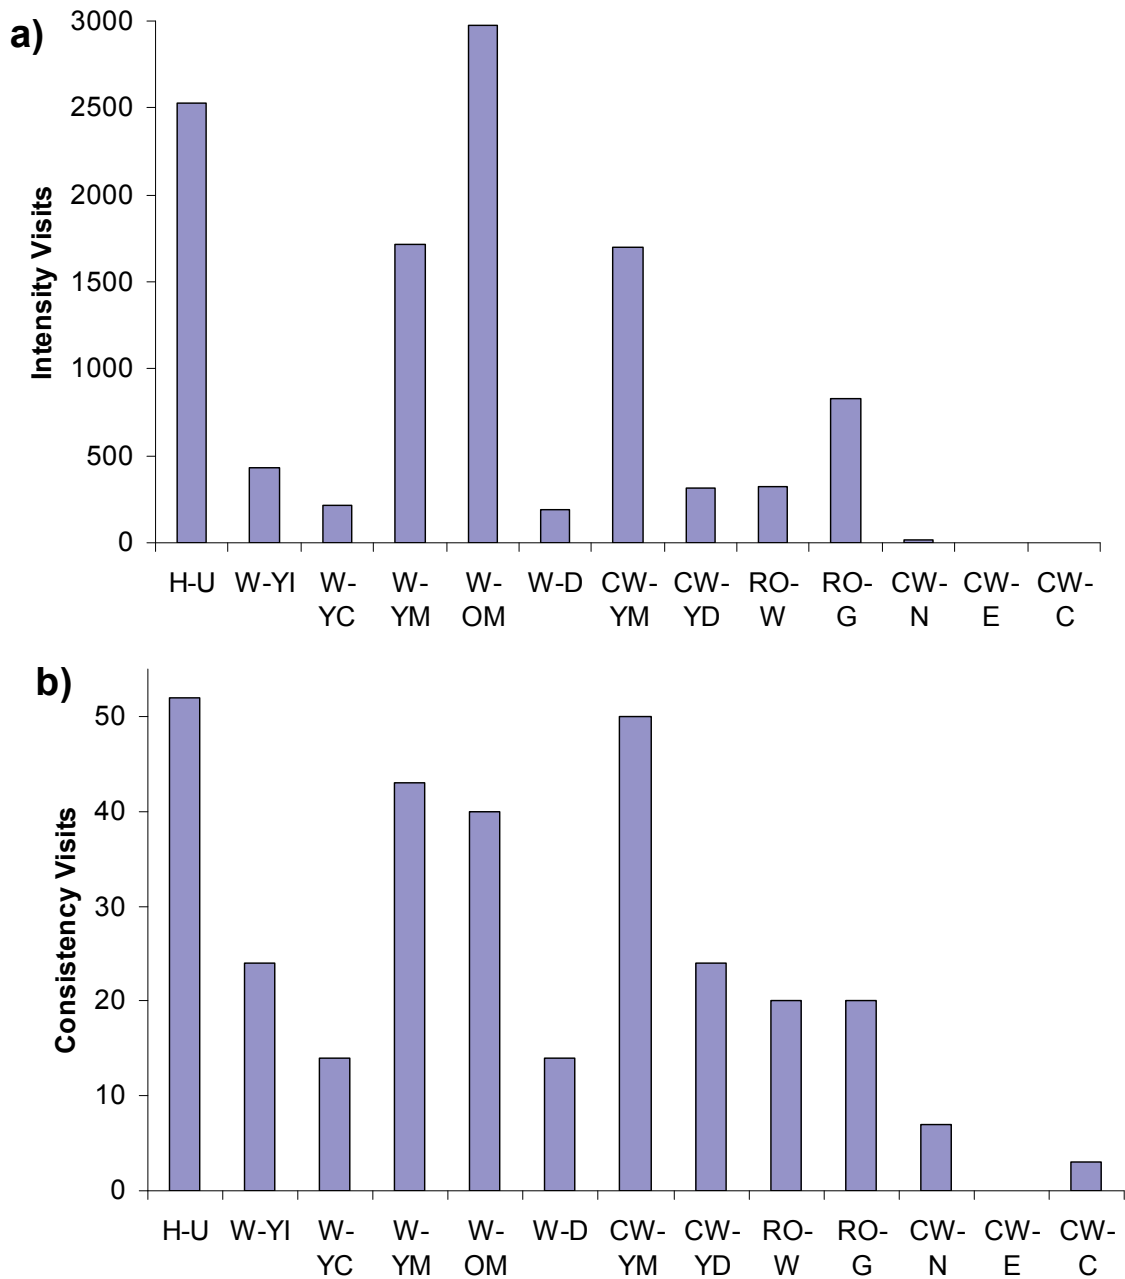 a)
3000
2500
2000
1500
1000
500
0
Intensity Visits
H-U W-YI W- W- W- W-D CW- CW- RO- RO- CW- CW- CW-
YC YM OM YM YD W G N E C
b)
50
40
30
20
10
0
Consistency Visits
H-U W-YI W- W- W- W-D CW- CW- RO- RO- CW- CW- CW-
YC YM OM YM YD W G N E C